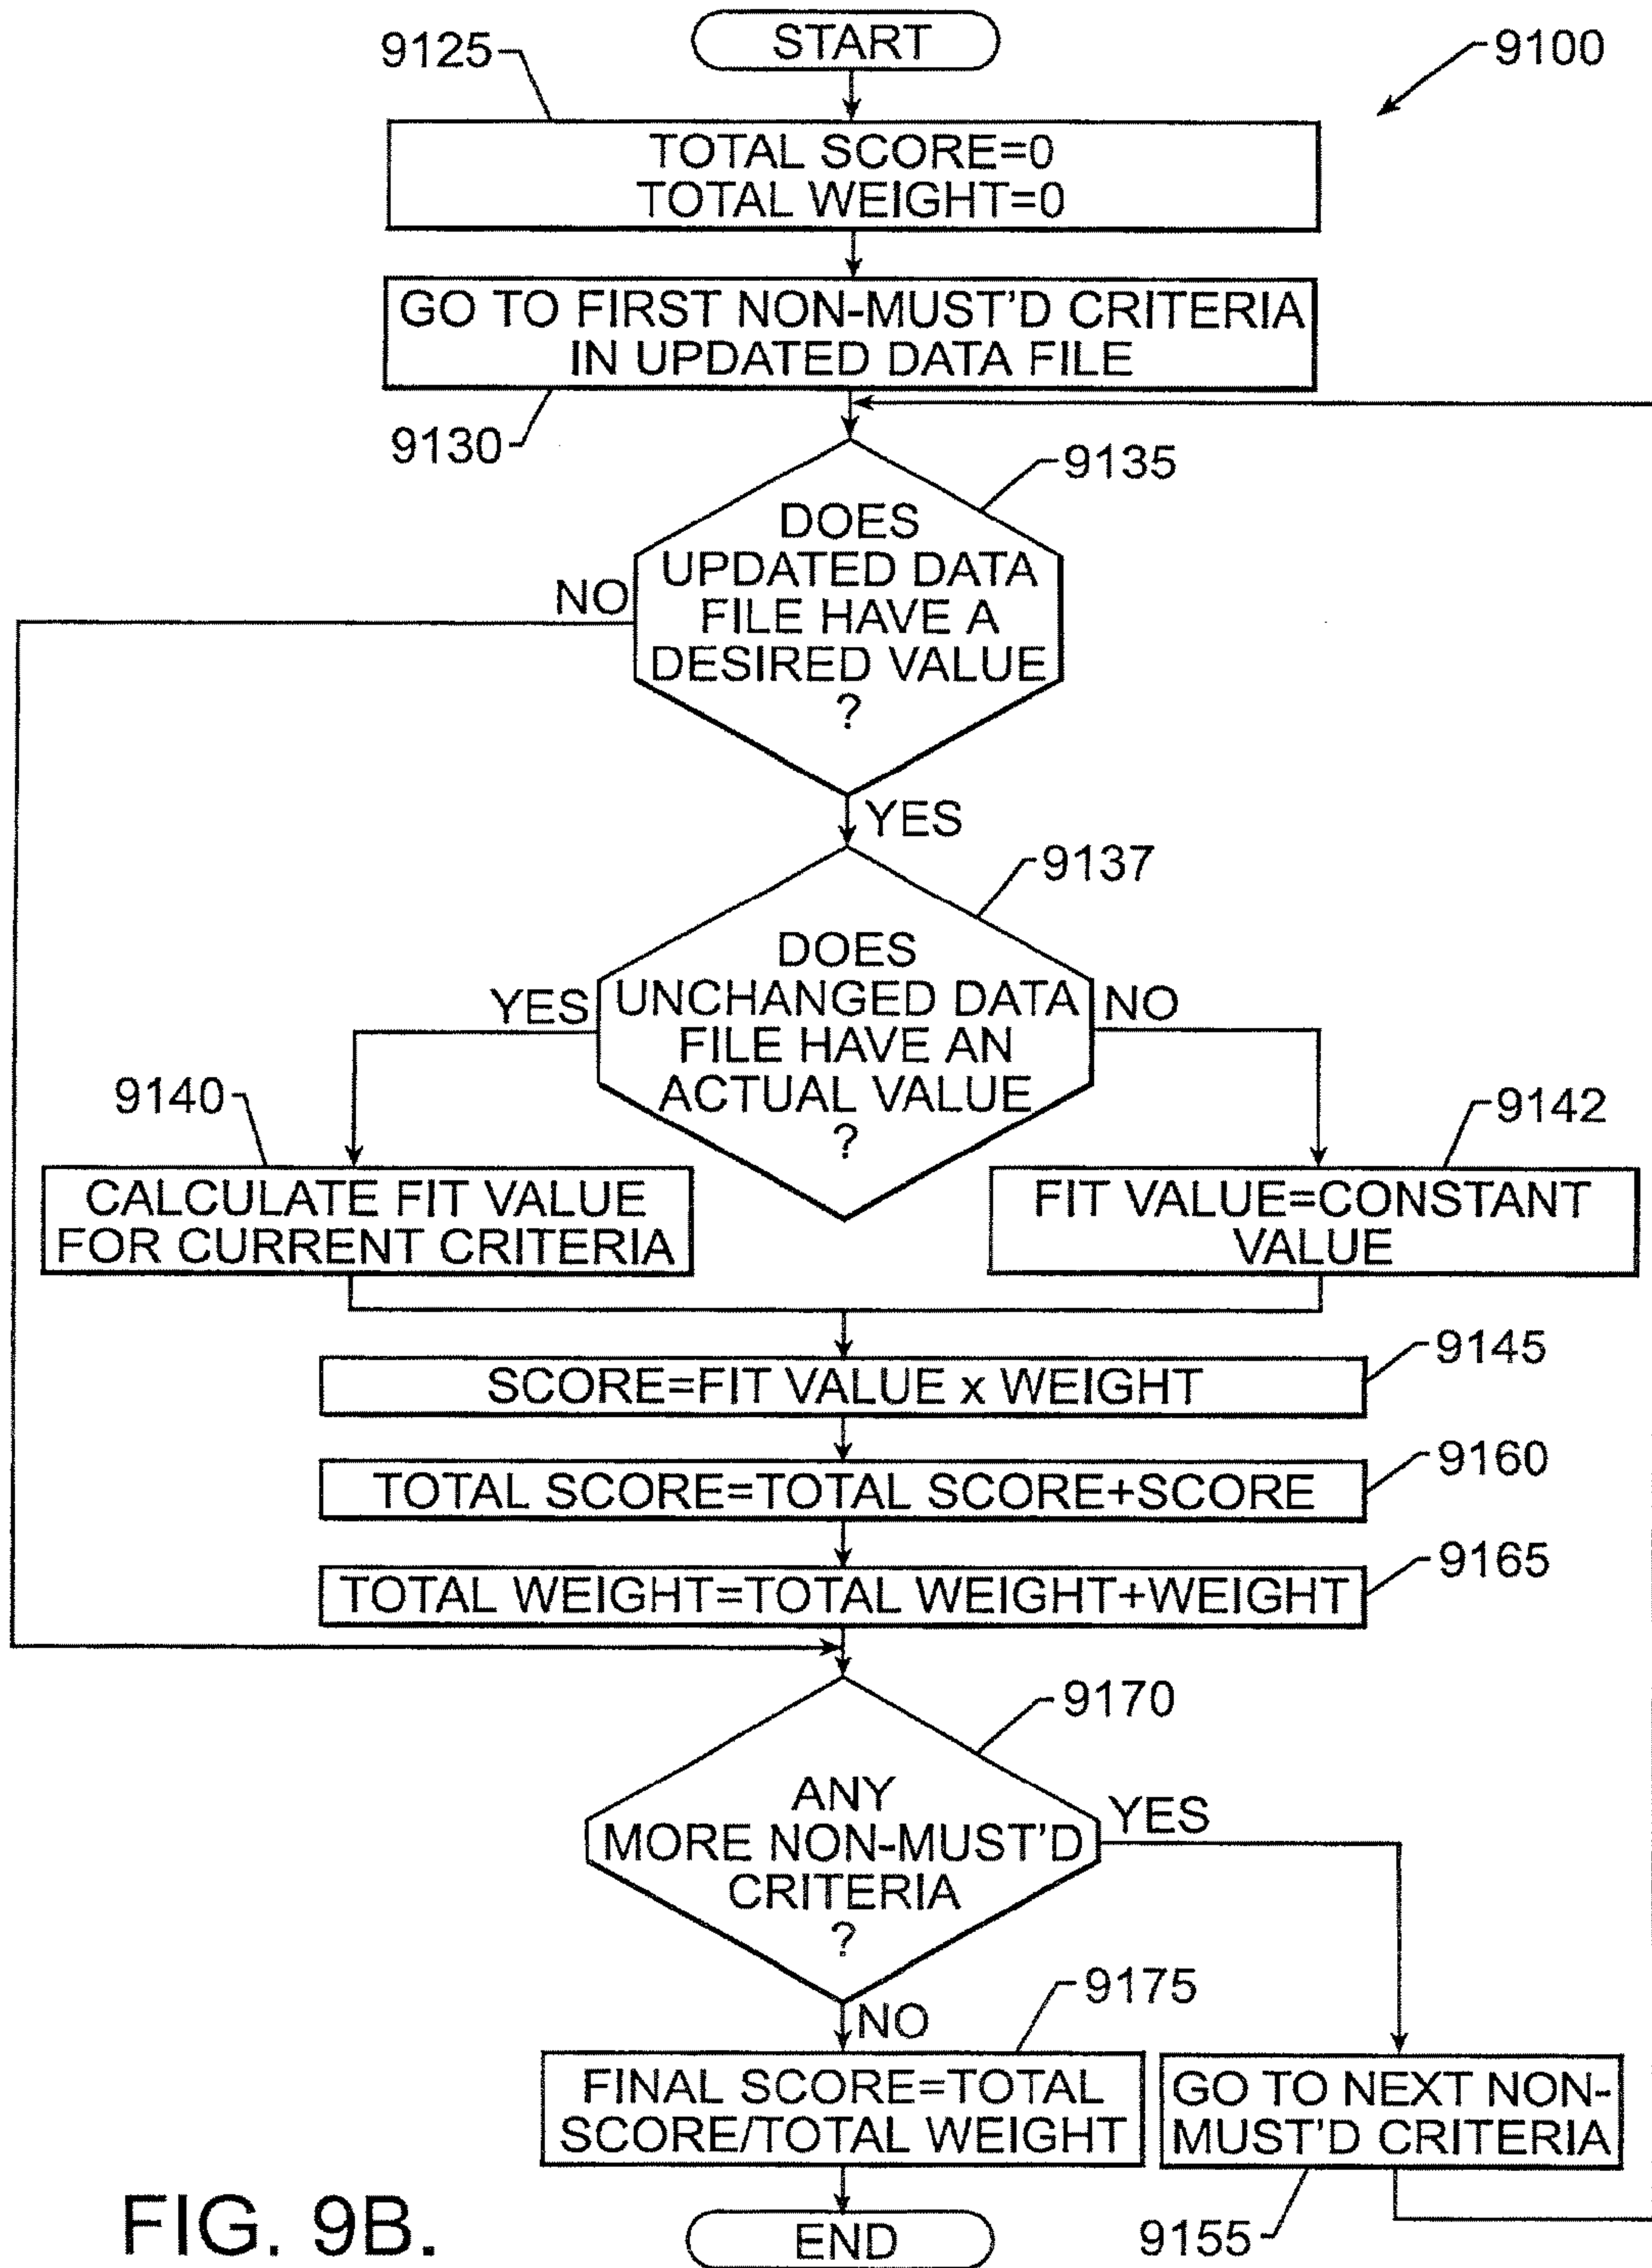 START
9125
9100
TOTAL SCORE=0
TOTAL WEIGHT=0
GO TO FIRST NON-MUST'D CRITERIA
IN UPDATED DATA FILE
9130
9135
DOES
UPDATED DATA
FILE HAVE A
DESIRED VALUE
?
NO
YES
9137
DOES
UNCHANGED DATA
FILE HAVE AN
ACTUAL VALUE
?
YES
NO
9140
9142
CALCULATE FIT VALUE
FOR CURRENT CRITERIA
FIT VALUE=CONSTANT
VALUE
9145
SCORE=FIT VALUE x WEIGHT
9160
TOTAL SCORE=TOTAL SCORE+SCORE
9165
TOTAL WEIGHT=TOTAL WEIGHT+WEIGHT
9170
ANY
MORE NON-MUST'D
CRITERIA
?
YES
NO
9175
FINAL SCORE=TOTAL
SCORE/TOTAL WEIGHT
GO TO NEXT NON-
MUST'D CRITERIA
9155
END
FIG. 9B.